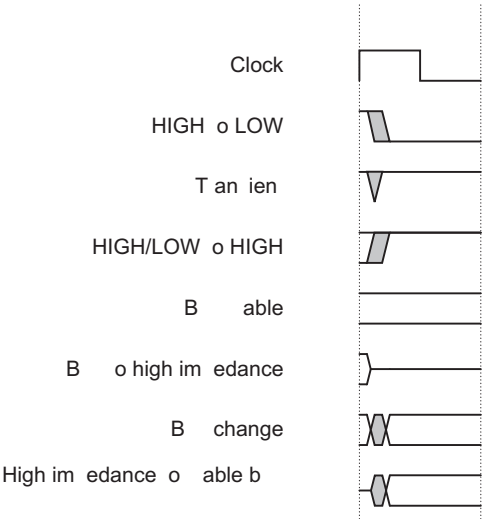 Clock
HIGH o LOW
T an ien
HIGH/LOW o HIGH
B able
B o high im edance
B change
High im edance o able b